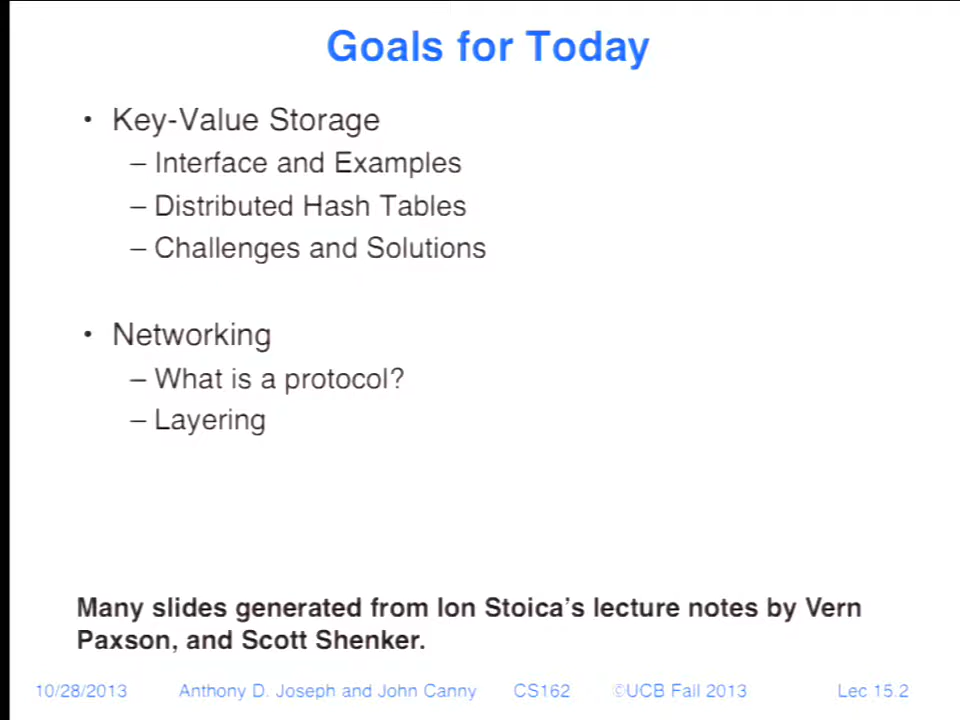 Goals for Today
• Key-Value Storage
– Interface and Examples
– Distributed Hash Tables
– Challenges and Solutions
• Networking
– What is a protocol?
– Layering
Many slides generated from Ion Stoica's lecture notes by Vern
Paxson, and Scott Shenker.
10/28/2013 Anthony D. Joseph and John Canny CS162 ©UCB Fall 2013 Lec 15.2